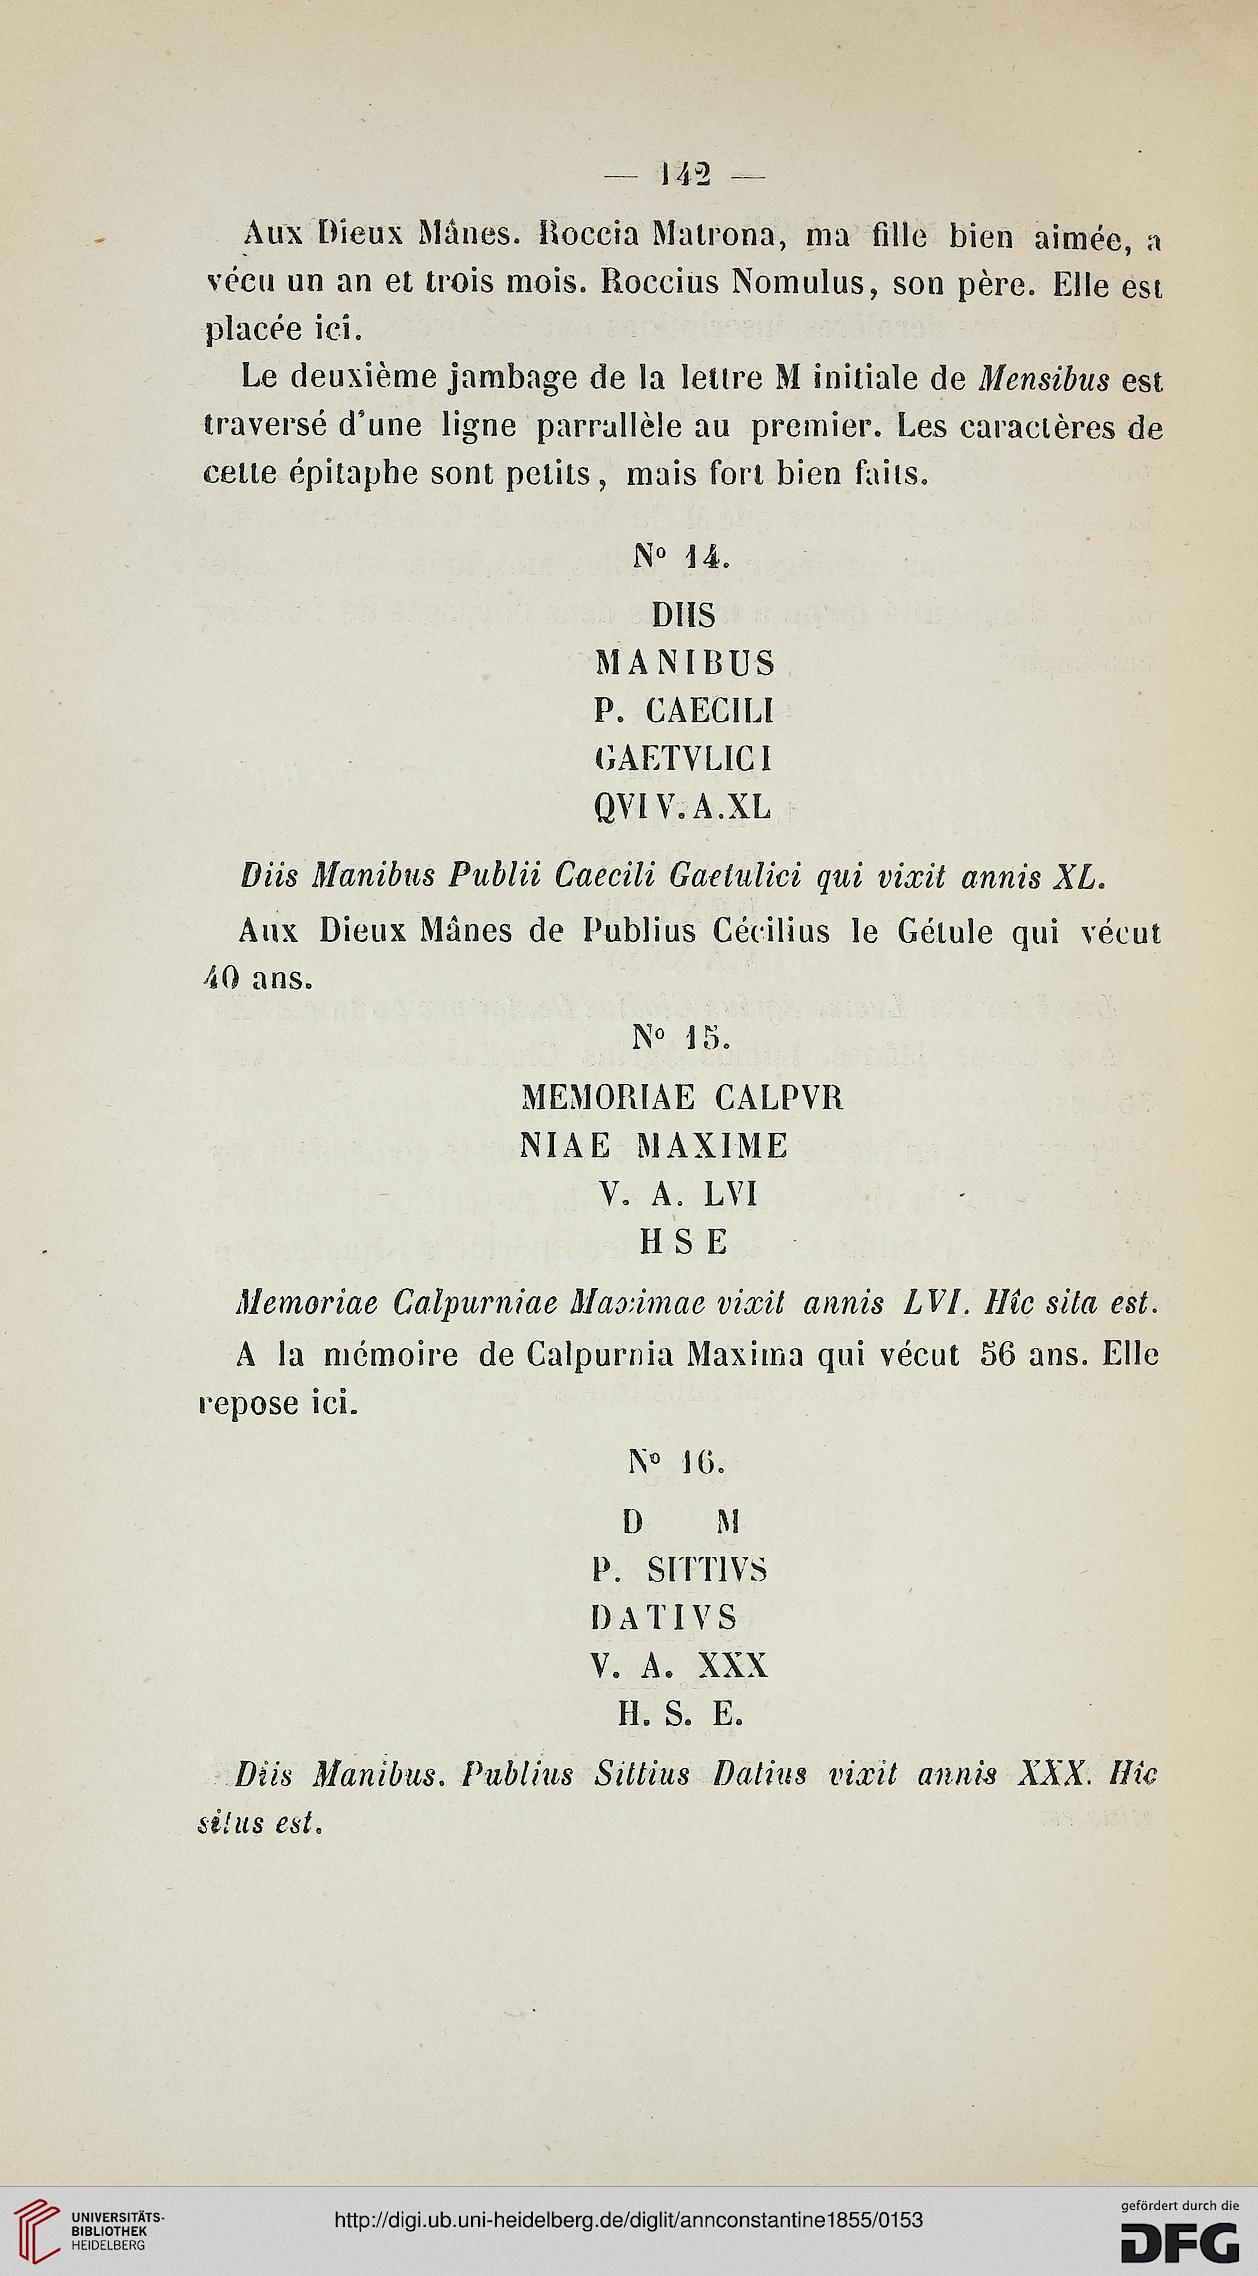 — 142 —
Aux Dieux Mânes. Roccia Matrona, ma fille bien aimée, a
vécu un an et trois mois. Roccius Nomulus, son père. Elle est
placée ici.
Le deuxième jambage de la lettre M initiale de Mensibus est
traversé d'une ligne parrallèle au premier. Les caractères de
cette épitaphe sont petits, mais fort bien faits.
N° 14.
DIIS
MANIBUS
P. CAECILI
GAETVLICI
QVI V. A. XL
Diis Manibus Publii Caecili Gaetulici qui vixit annis XL.
Aux Dieux Mânes de Publius Cécilius le Gétule qui vécut
40 ans.
N° 15.
MEMORIAE CALPVR
NIAE MAXIME
V. A. LVI
H S E
Memoriae Calpurniae Maximae vixit annis LVI. Hîc sita est.
A la mémoire de Calpurnia Maxima qui vécut 56 ans. Elle
repose ici.
N° 16.
D M
P. SITTIVS
DATIVS
V. A. XXX
H. S. E.
Diis Manibus. Publius Sittius Datius vixit annis XXX. Hic
situs est.
UNIVERSITÄTS-
BIBLIOTHEK
HEIDELBERG
http://digi.ub.uni-heidelberg.de/diglit/annconstantine1855/0153
gefördert durch die
DFG